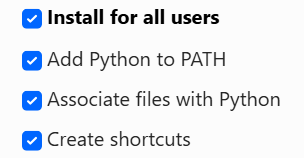 Install for all users
Add Python to PATH
Associate files with Python
Create shortcuts